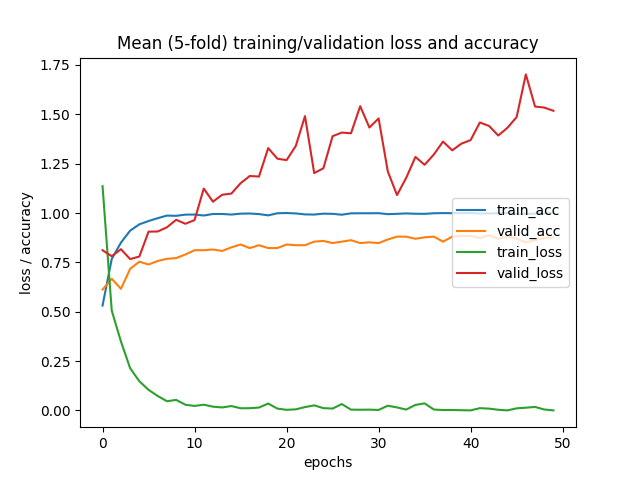 Mean (5-fold) training/validation loss and accuracy
loss / accuracy
1.75
1.50
1.25
1.00
0.75
0.50
0.25
0.00
train_acc
valid_acc
train_loss
valid_loss
0 10 20 30 40 50
epochs